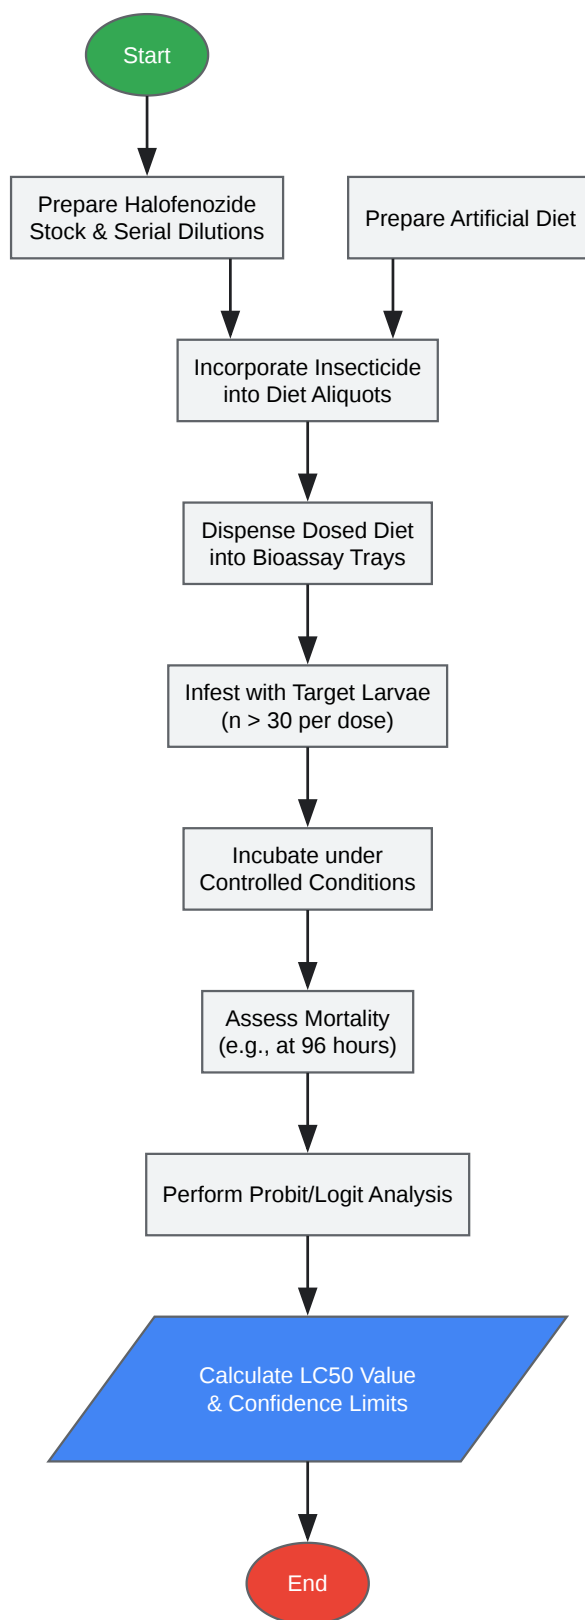 Start
Prepare Halofenozide
Stock & Serial Dilutions
Prepare Artificial Diet
Incorporate Insecticide
into Diet Aliquots
Dispense Dosed Diet
into Bioassay Trays
Infest with Target Larvae
(n > 30 per dose)
Incubate under
Controlled Conditions
Assess Mortality
(e.g., at 96 hours)
Perform Probit/Logit Analysis
Calculate LC50 Value
& Confidence Limits
End